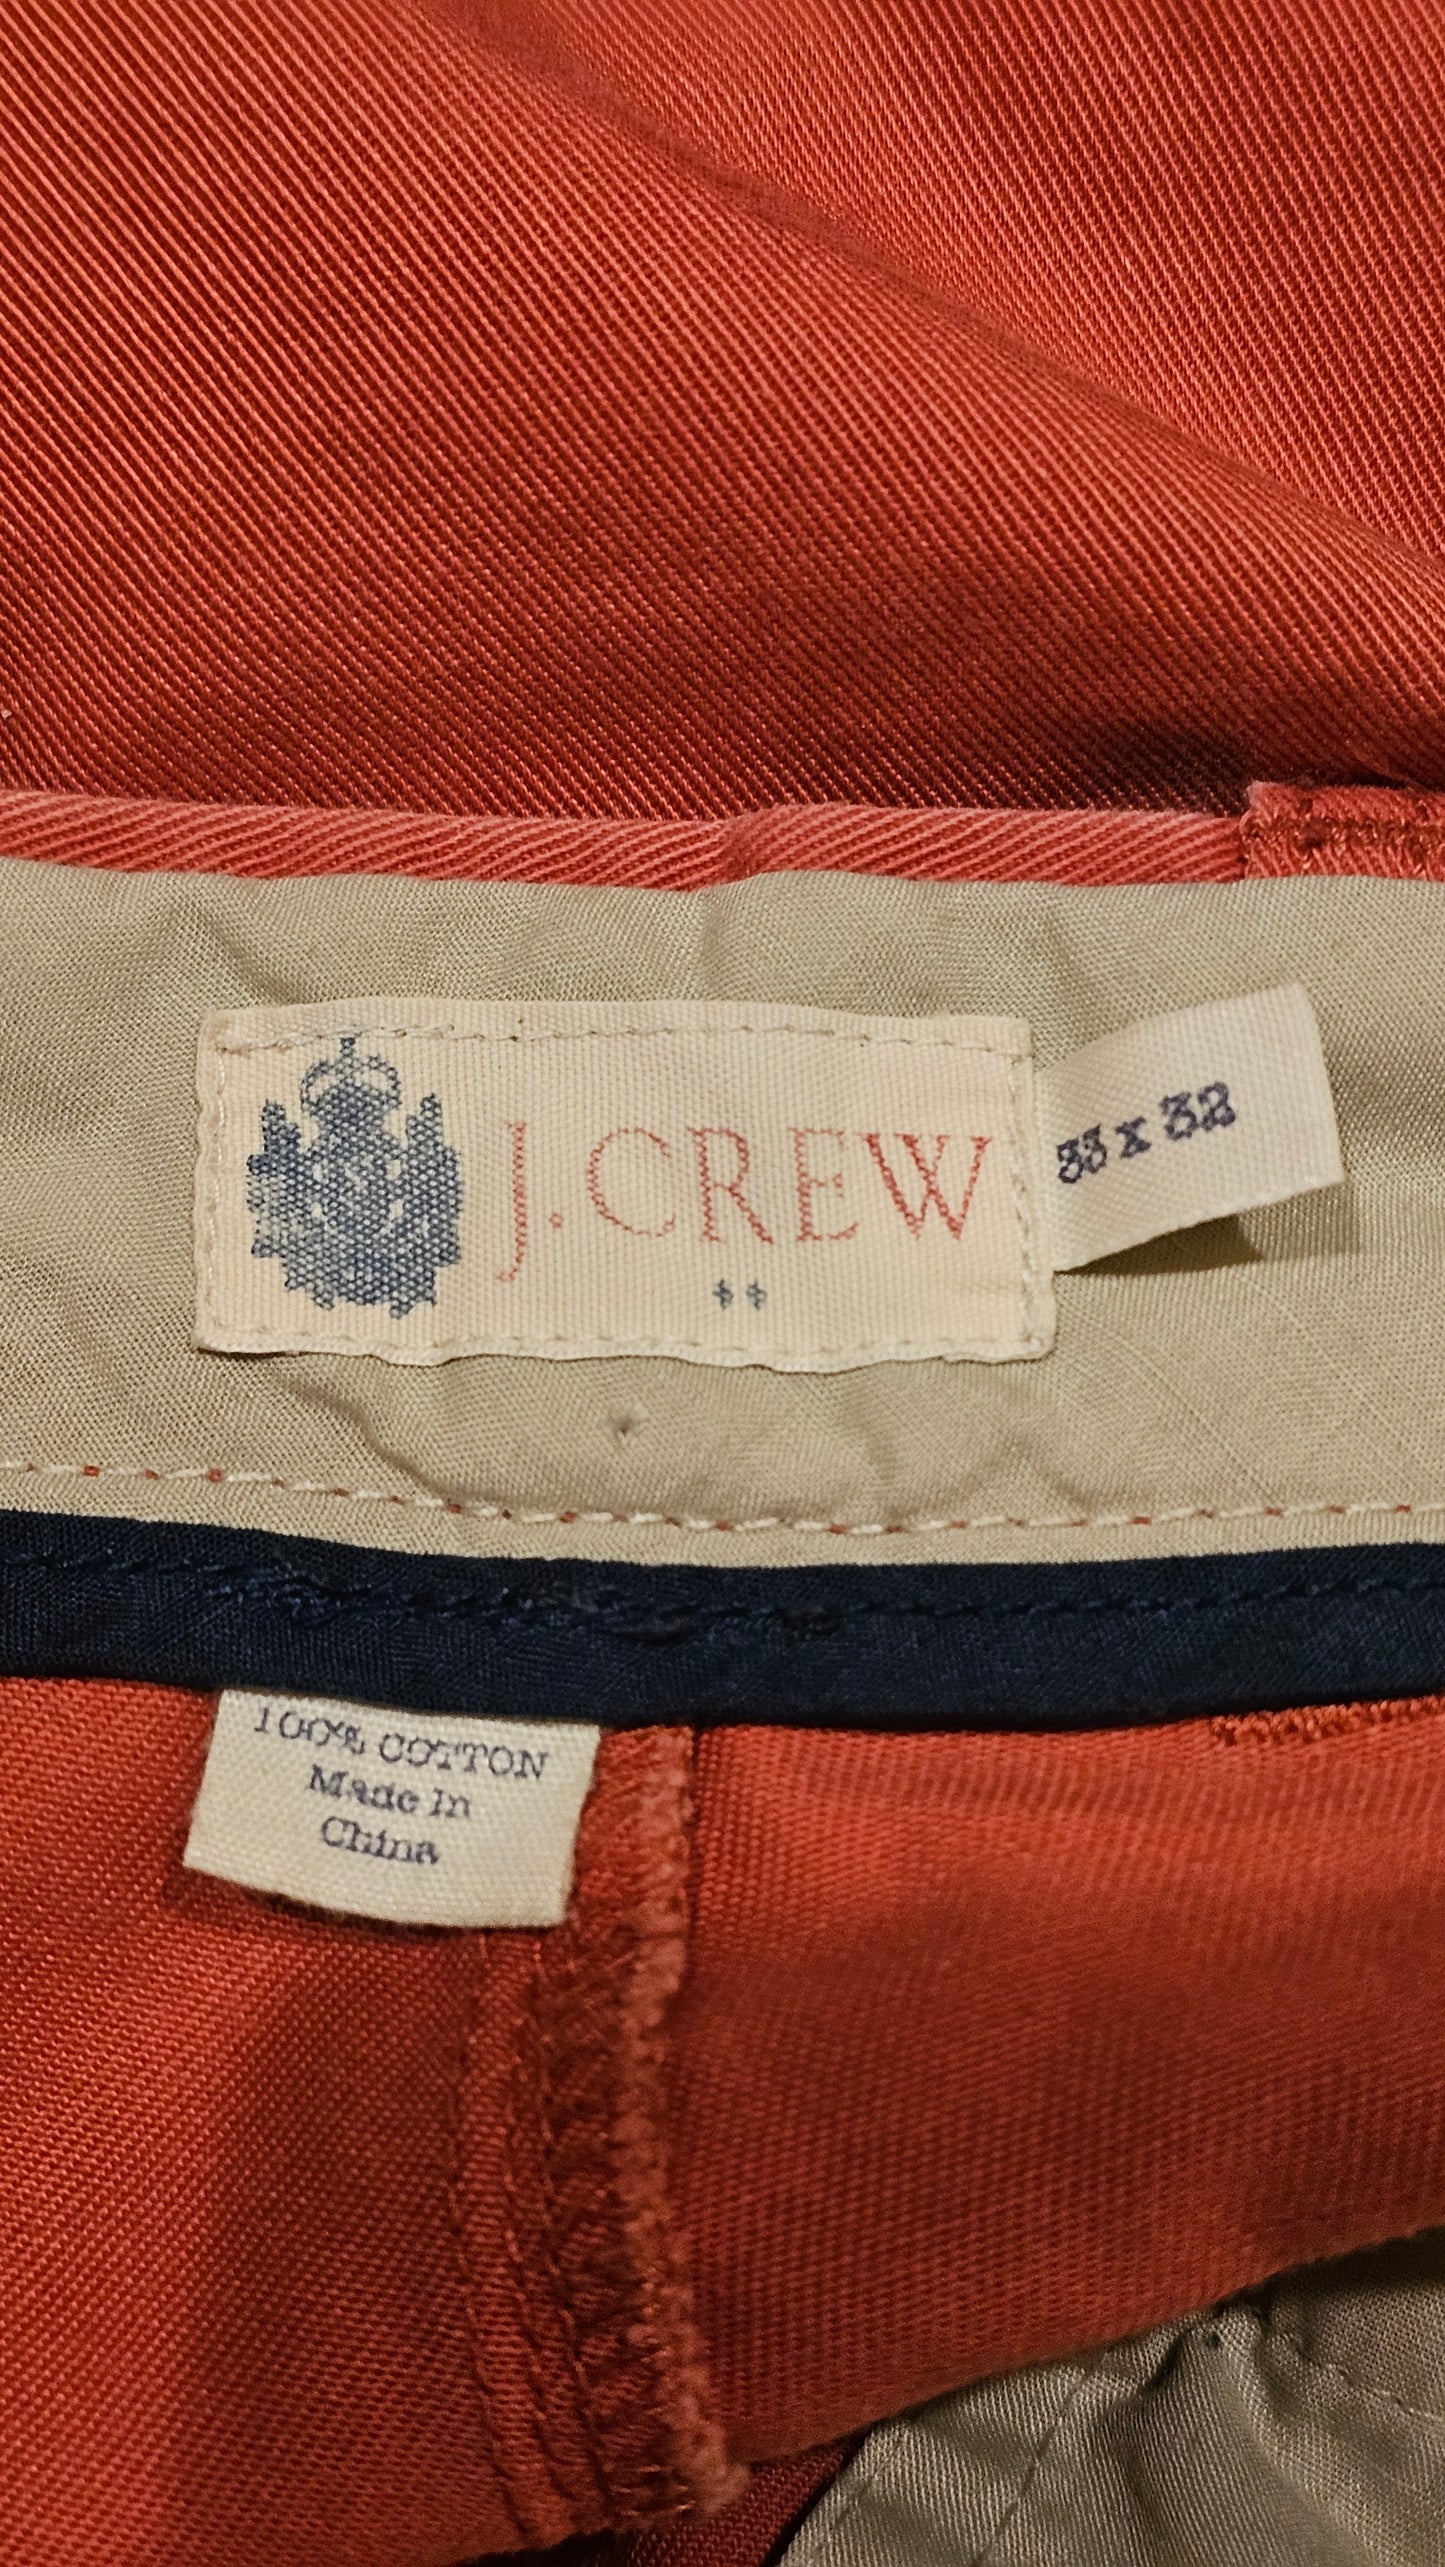 J.CREW
33 x 32
100% COTTON
Made In
China